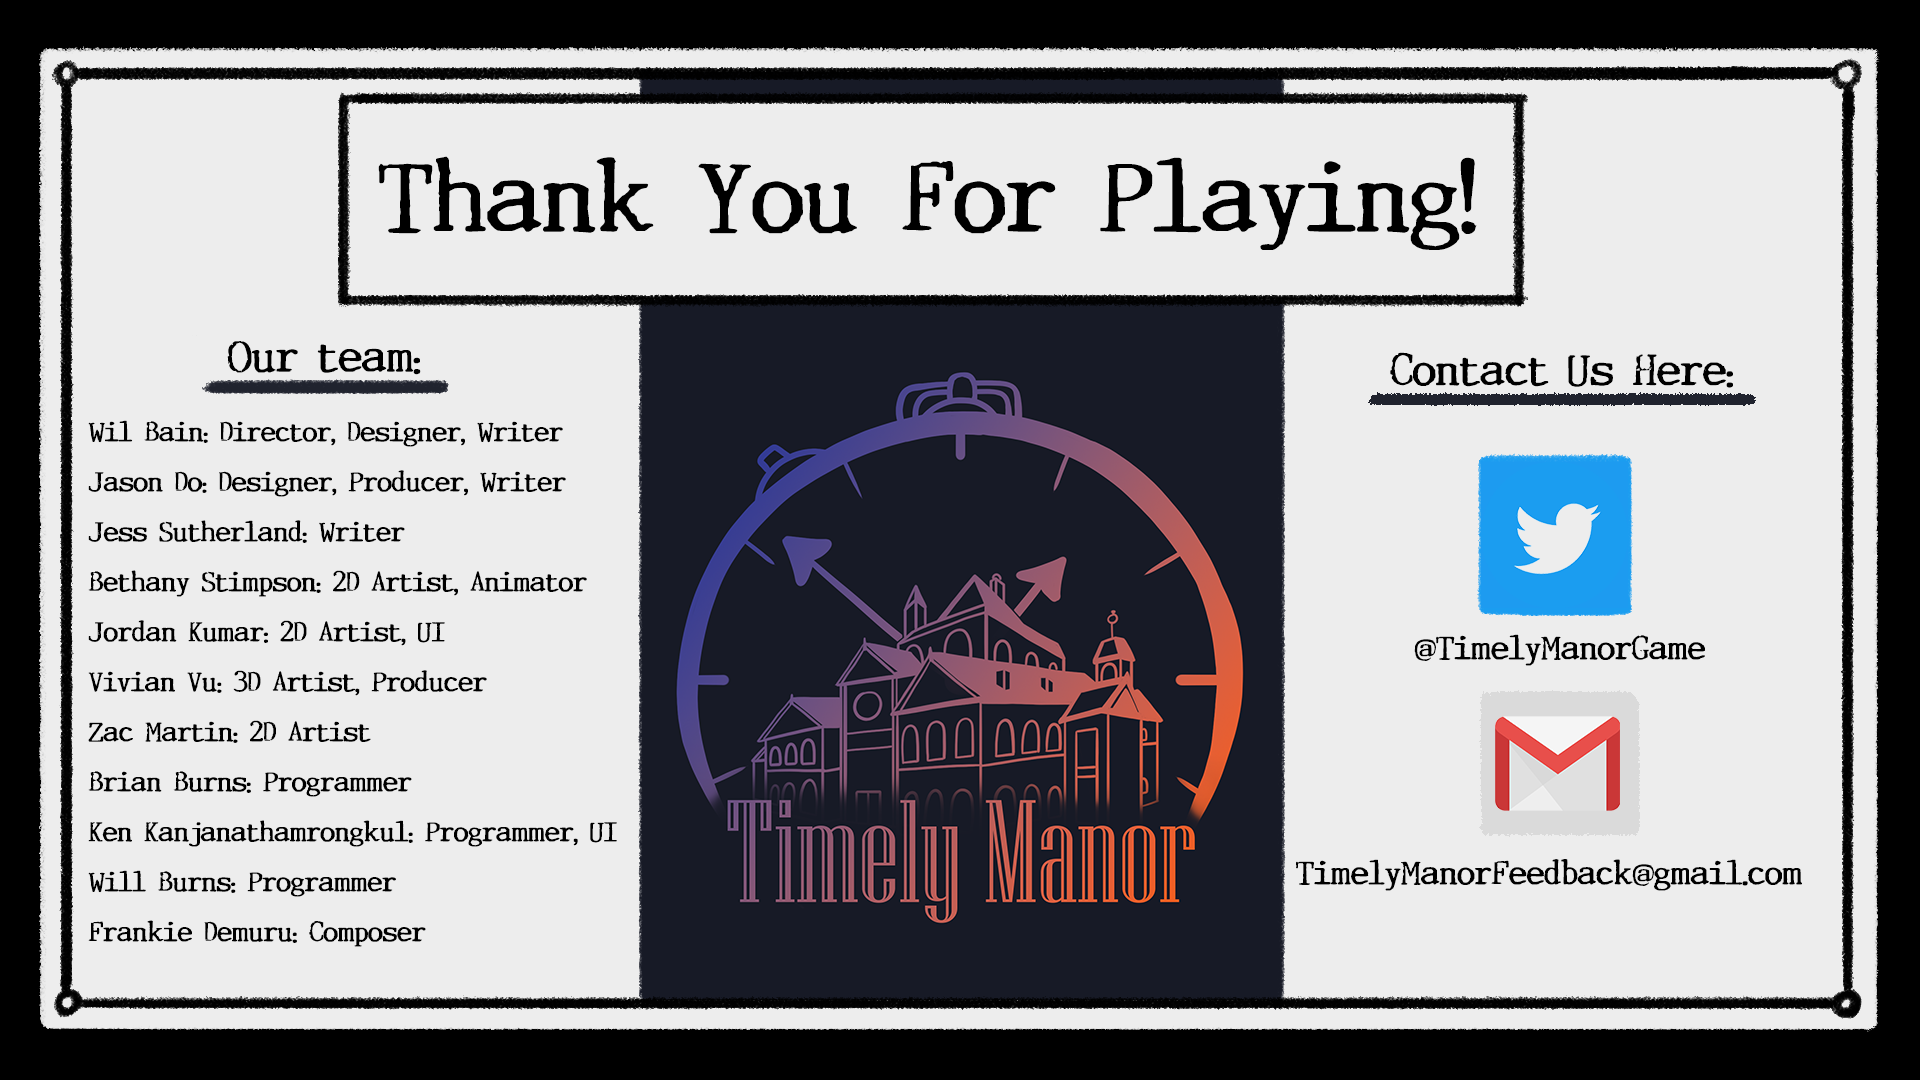 Thank You For Playing!
Our team:
Wil Bain: Director, Designer, Writer
Jason Do: Designer, Producer, Writer
Jess Sutherland: Writer
Bethany Stimpson: 2D Artist, Animator
Jordan Kumar: 2D Artist, UI
Vivian Vu: 3D Artist, Producer
Zac Martin: 2D Artist
Brian Burns: Programmer
Ken Kanjanathamrongkul: Programmer, UI
Will Burns: Programmer
Frankie Demuru: Composer
Timely Manor
Contact Us Here:
@TimelyManorGame
TimelyManorFeedback@gmail.com